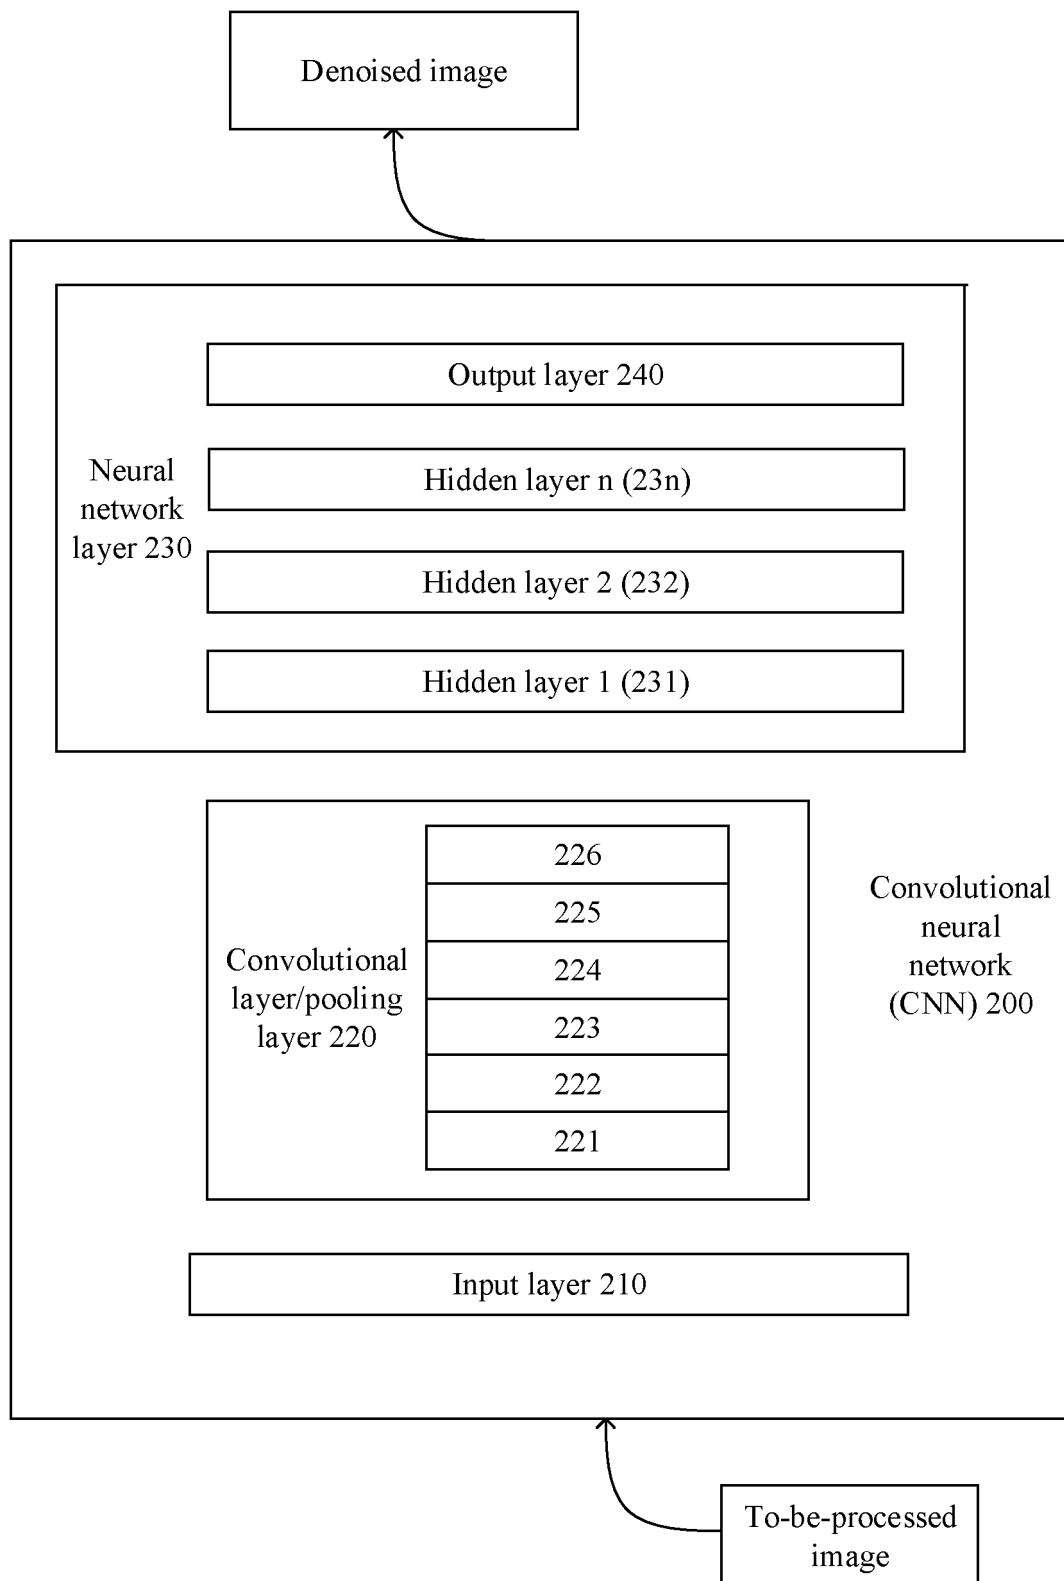 Denoised image
Output layer 240
Neural
network
layer 230
Hidden layer n (23n)
Hidden layer 2 (232)
Hidden layer 1 (231)
Convolutional
layer/pooling
layer 220
226
225
224
223
222
221
Convolutional
neural
network
(CNN) 200
Input layer 210
To-be-processed
image